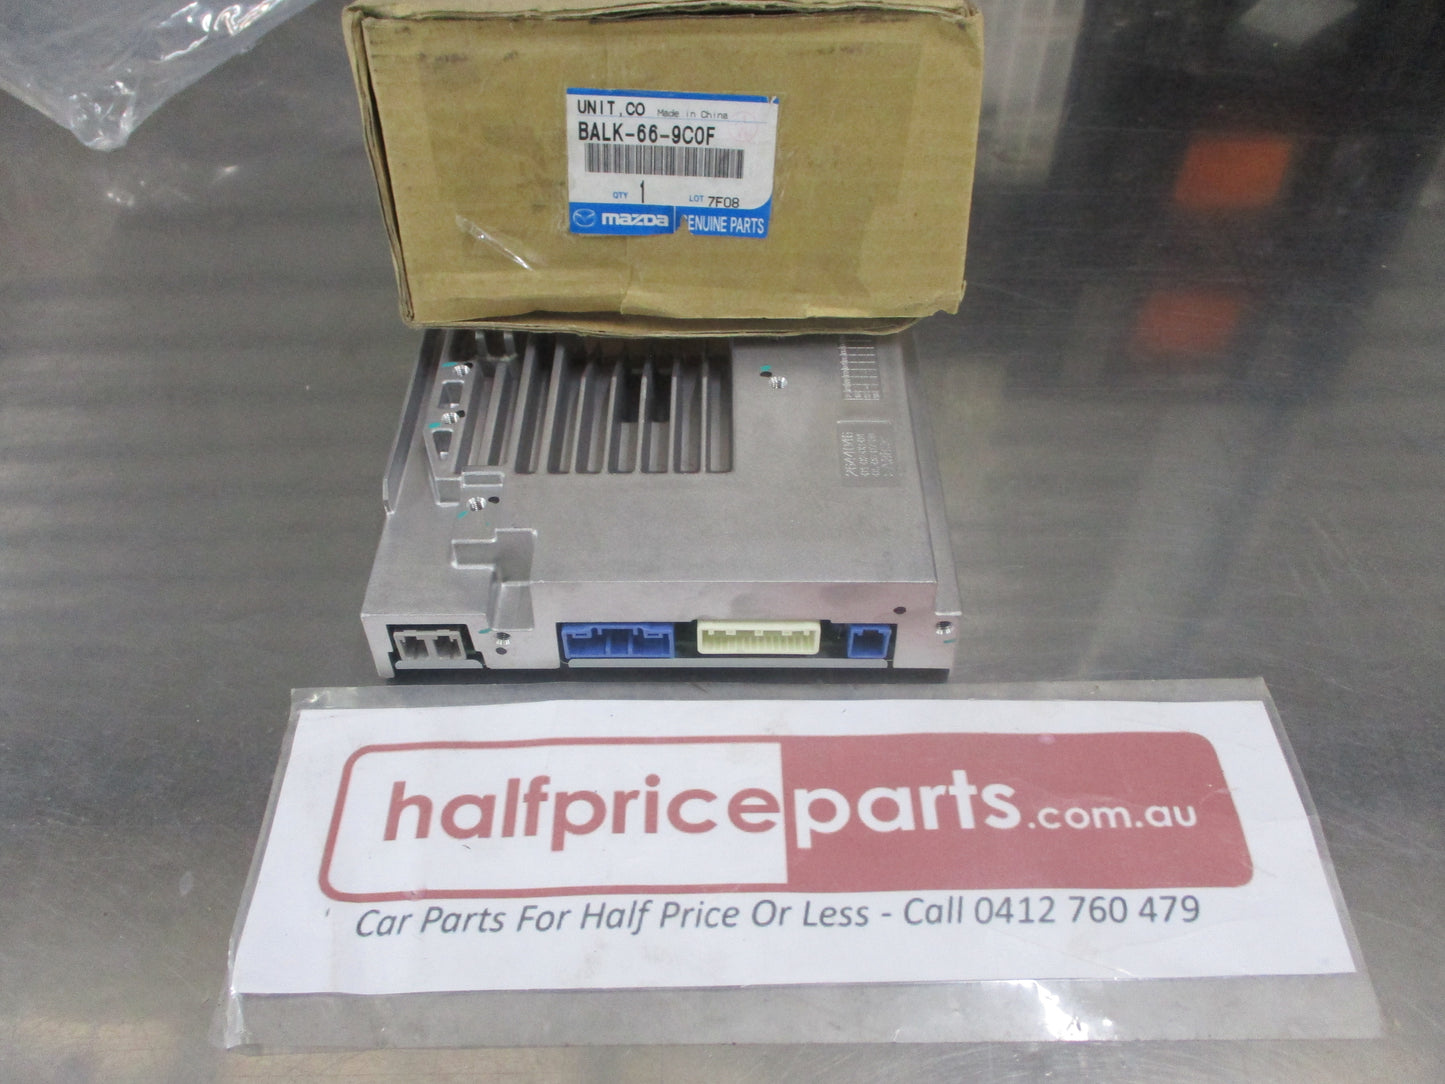 UNIT,CO Made in China
BALK-66-9C0F
QTY 1 LOT 7F08
mazda ENUINE PARTS
halfpriceparts.com.au
Car Parts For Half Price Or Less - Call 0412 760 479